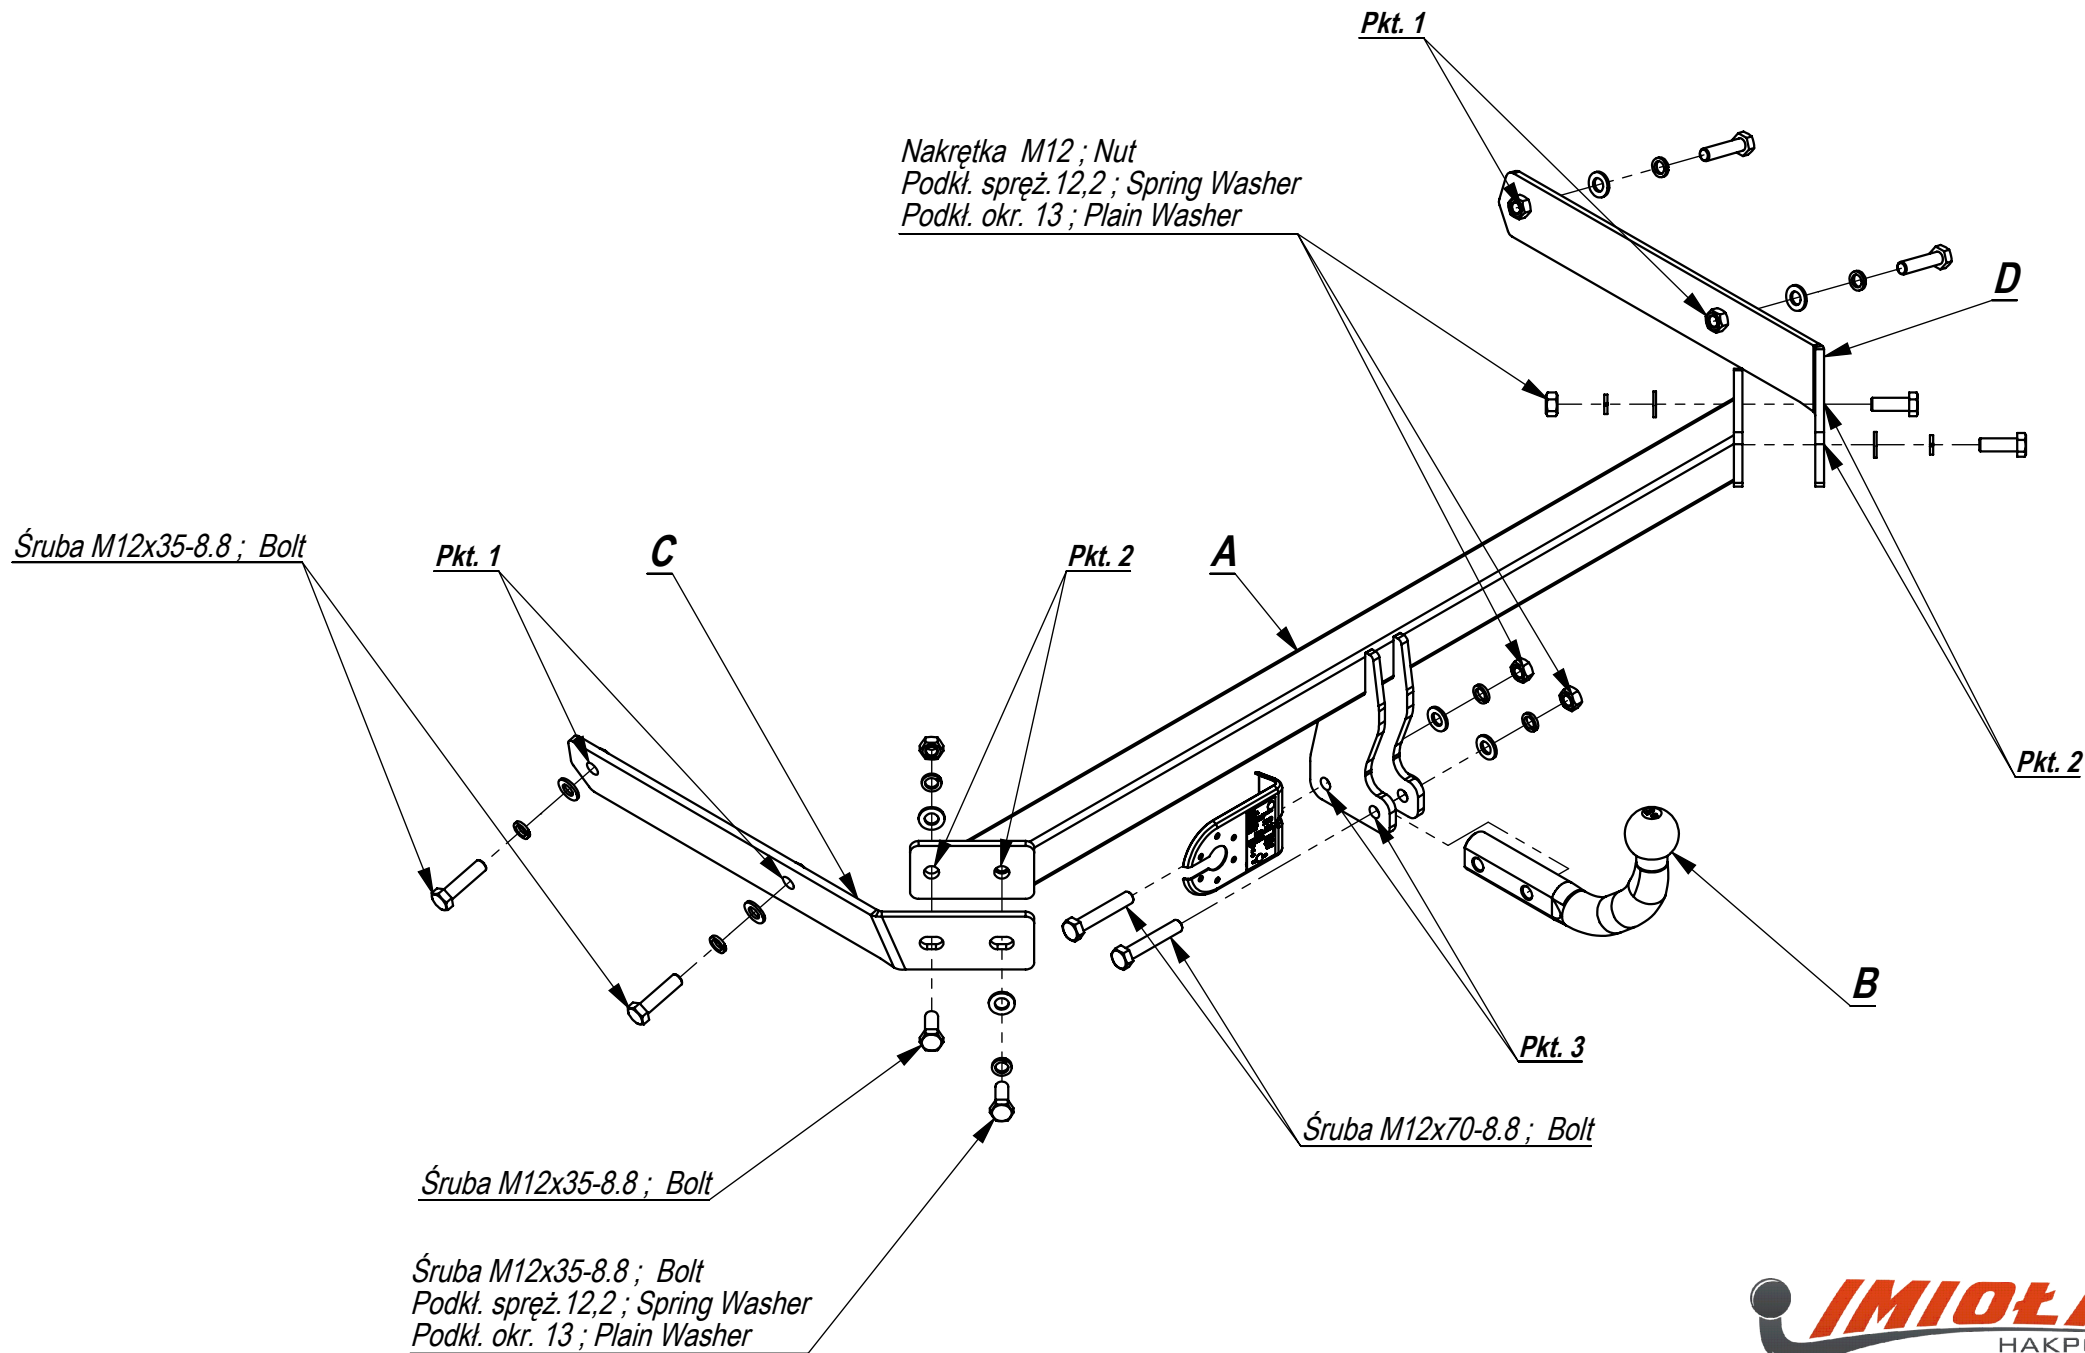 Pkt. 1
Nakrętka M12 ; Nut
Podkł. spręż.12,2 ; Spring Washer
Podkł. okr. 13 ; Plain Washer
D
Śruba M12x35-8.8 ; Bolt
Pkt. 1
C
Pkt. 2
A
Pkt. 2
B
Pkt. 3
Śruba M12x70-8.8 ; Bolt
Śruba M12x35-8.8 ; Bolt
Śruba M12x35-8.8 ; Bolt
Podkł. spręż.12,2 ; Spring Washer
Podkł. okr. 13 ; Plain Washer